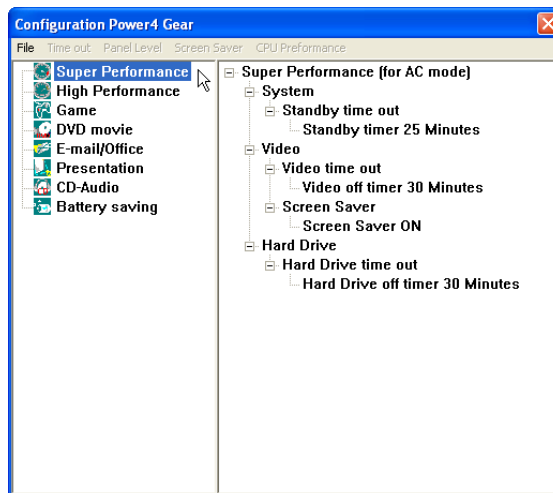 Configuration Power4 Gear
File Time out Panel Level Screen Saver CPU Preformance
Super Performance
High Performance
Game
DVD movie
E-mail/Office
Presentation
CD-Audio
Battery saving
Super Performance (for AC mode)
System
Standby time out
Standby timer 25 Minutes
Video
Video time out
Video off timer 30 Minutes
Screen Saver
Screen Saver ON
Hard Drive
Hard Drive time out
Hard Drive off timer 30 Minutes